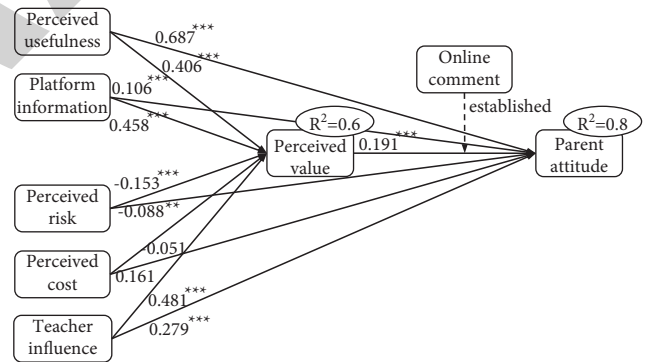 Perceived
usefulness
0.687***
0.406***
Platform
information
0.106***
0.458***
Online
comment
established
R²=0.6
Perceived
value
0.191***
R²=0.8
Parent
attitude
Perceived
risk
-0.153***
-0.088**
Perceived
cost
-0.051
0.161
Teacher
influence
0.481***
0.279***